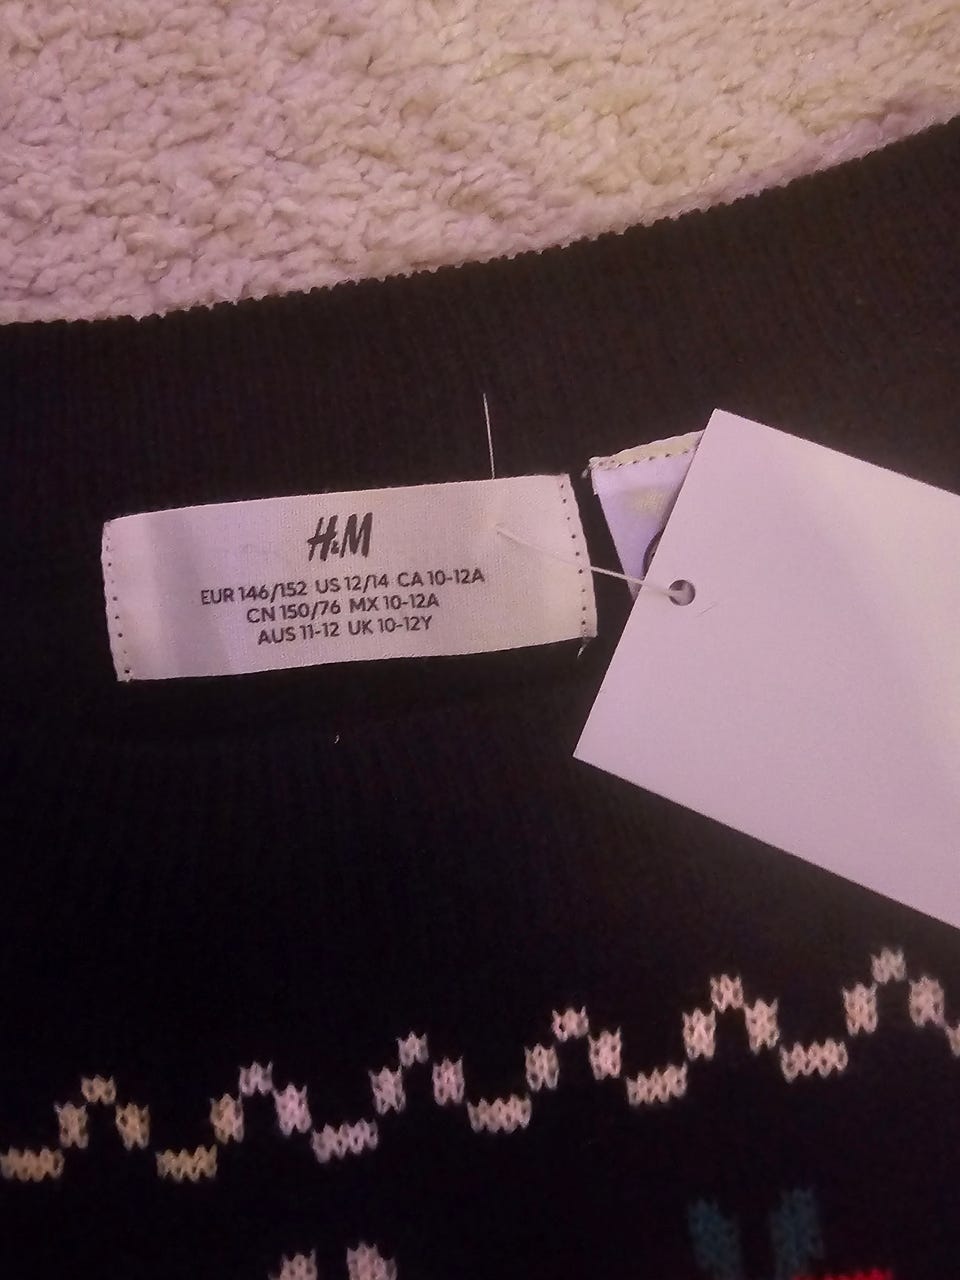 H&M
EUR 146/152 US 12/14 CA 10-12A
CN 150/76 MX 10-12A
AUS 11-12 UK 10-12Y